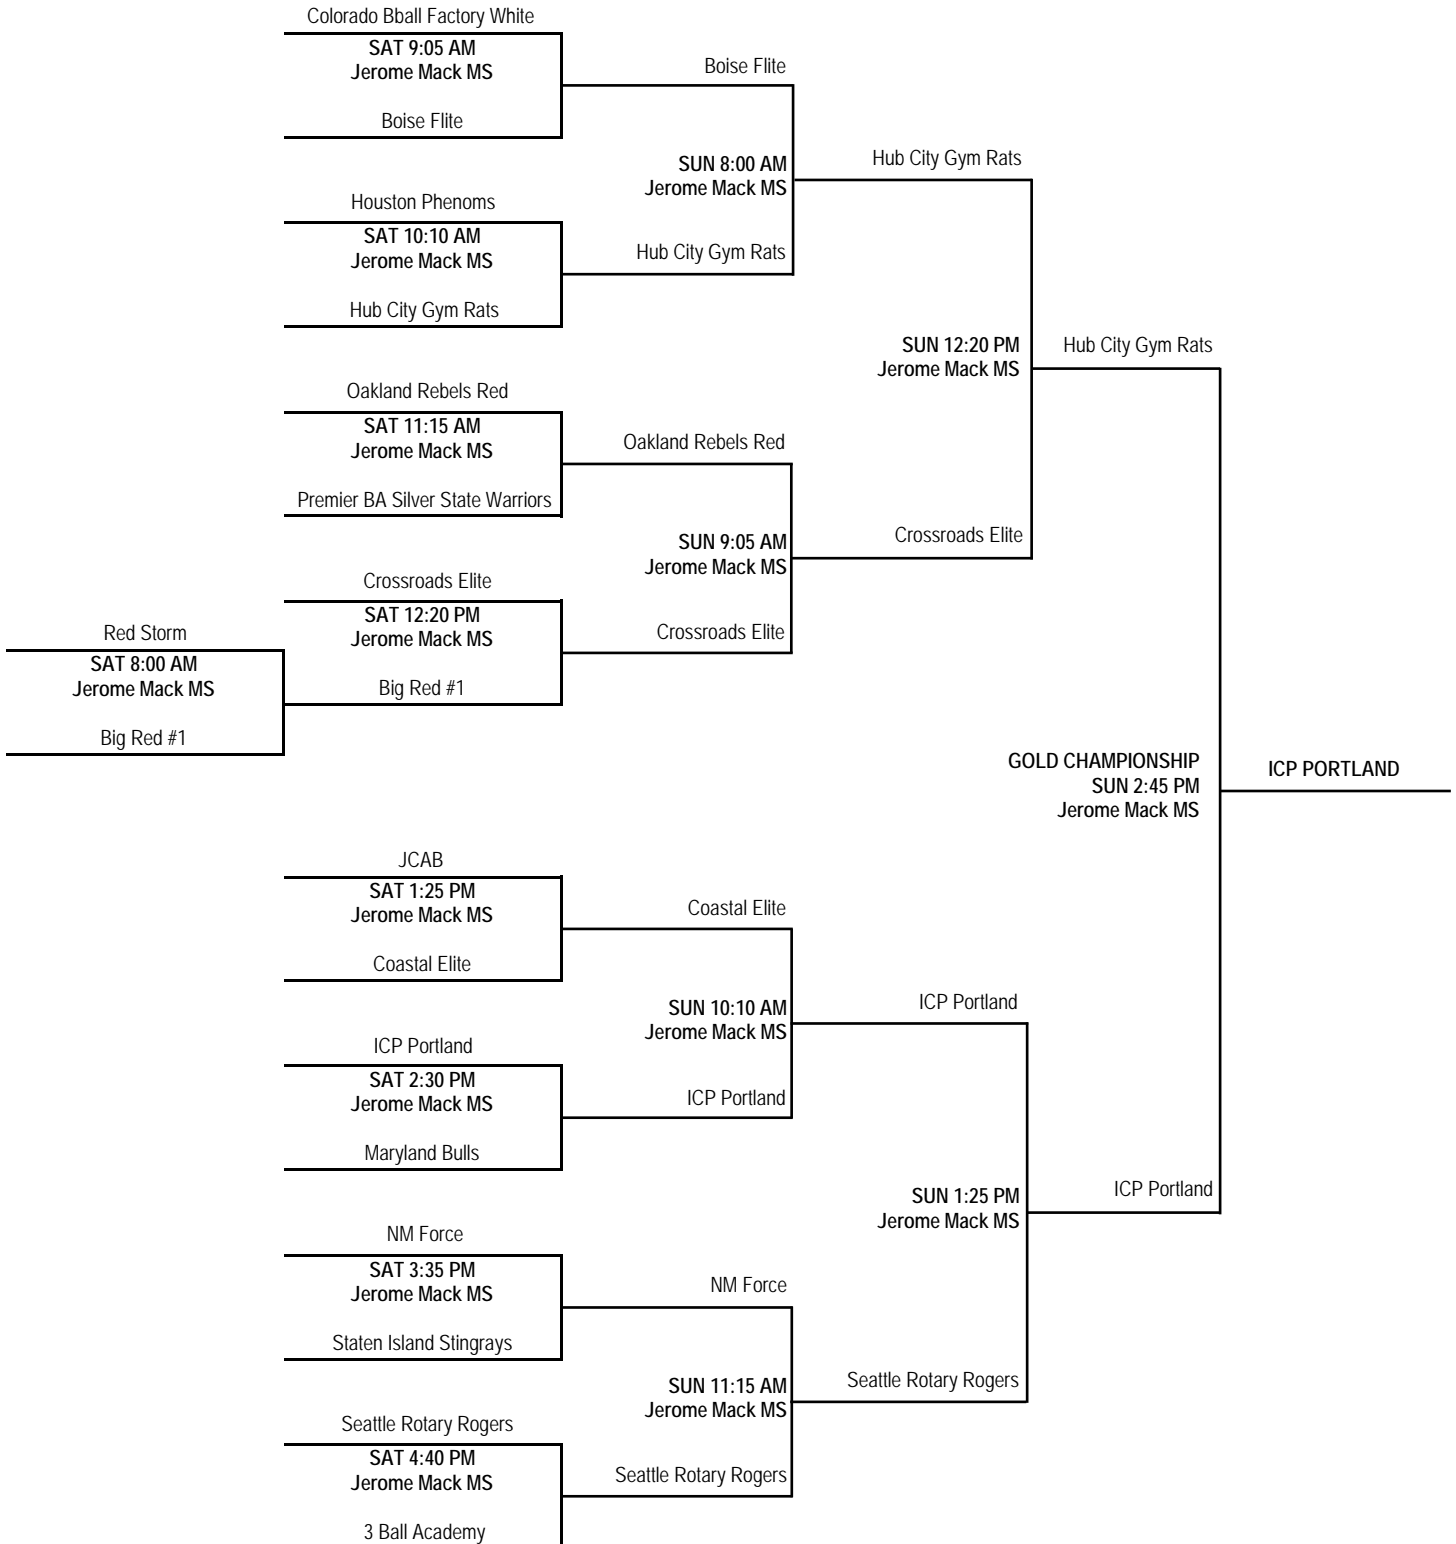 Colorado Bball Factory White
SAT 9:05 AM
Jerome Mack MS
Boise Flite
Boise Flite
SUN 8:00 AM
Jerome Mack MS
Hub City Gym Rats
Houston Phenoms
SAT 10:10 AM
Jerome Mack MS
Hub City Gym Rats
Hub City Gym Rats
SUN 12:20 PM
Jerome Mack MS
Hub City Gym Rats
Oakland Rebels Red
SAT 11:15 AM
Jerome Mack MS
Premier BA Silver State Warriors
Oakland Rebels Red
SUN 9:05 AM
Jerome Mack MS
Crossroads Elite
Crossroads Elite
SAT 12:20 PM
Jerome Mack MS
Big Red #1
Crossroads Elite
Red Storm
SAT 8:00 AM
Jerome Mack MS
Big Red #1
GOLD CHAMPIONSHIP
SUN 2:45 PM
Jerome Mack MS
ICP PORTLAND
JCAB
SAT 1:25 PM
Jerome Mack MS
Coastal Elite
Coastal Elite
SUN 10:10 AM
Jerome Mack MS
ICP Portland
ICP Portland
SAT 2:30 PM
Jerome Mack MS
Maryland Bulls
ICP Portland
SUN 1:25 PM
Jerome Mack MS
ICP Portland
NM Force
SAT 3:35 PM
Jerome Mack MS
Staten Island Stingrays
NM Force
SUN 11:15 AM
Jerome Mack MS
Seattle Rotary Rogers
Seattle Rotary Rogers
SAT 4:40 PM
Jerome Mack MS
3 Ball Academy
Seattle Rotary Rogers